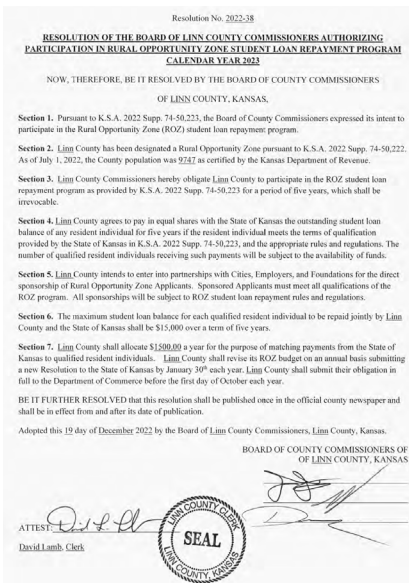 Resolution No. 2022-38
RESOLUTION OF THE BOARD OF LINN COUNTY COMMISSIONERS AUTHORIZING
PARTICIPATION IN RURAL OPPORTUNITY ZONE STUDENT LOAN REPAYMENT PROGRAM
CALENDAR YEAR 2023
NOW, THEREFORE, BE IT RESOLVED BY THE BOARD OF COUNTY COMMISSIONERS
OF LINN COUNTY, KANSAS,
Section 1. Pursuant to K.S.A. 2022 Supp. 74-50,223, the Board of County Commissioners expressed its intent to
participate in the Rural Opportunity Zone (ROZ) student loan repayment program.
Section 2. Linn County has been designated a Rural Opportunity Zone pursuant to K.S.A. 2022 Supp. 74-50,222.
As of July 1, 2022, the County population was 9747 as certified by the Kansas Department of Revenue.
Section 3. Linn County Commissioners hereby obligate Linn County to participate in the ROZ student loan
repayment program as provided by K.S.A. 2022 Supp. 74-50,223 for a period of five years, which shall be
irrevocable.
Section 4. Linn County agrees to pay in equal shares with the State of Kansas the outstanding student loan
balance of any resident individual for five years if the resident individual meets the terms of qualification
provided by the State of Kansas in K.S.A. 2022 Supp. 74-50,223, and the appropriate rules and regulations. The
number of qualified resident individuals receiving such payments will be subject to the availability of funds.
Section 5. Linn County intends to enter into partnerships with Cities, Employers, and Foundations for the direct
sponsorship of Rural Opportunity Zone Applicants. Sponsored Applicants must meet all qualifications of the
ROZ program. All sponsorships will be subject to ROZ student loan repayment rules and regulations.
Section 6. The maximum student loan balance for each qualified resident individual to be repaid jointly by Linn
County and the State of Kansas shall be $15,000 over a term of five years.
Section 7. Linn County shall allocate $1500.00 a year for the purpose of matching payments from the State of
Kansas to qualified resident individuals. Linn County shall revise its ROZ budget on an annual basis submitting
a new Resolution to the State of Kansas by January 30th each year. Linn County shall submit their obligation in
full to the Department of Commerce before the first day of October each year.
BE IT FURTHER RESOLVED that this resolution shall be published once in the official county newspaper and
shall be in effect from and after its date of publication.
Adopted this 19 day of December 2022 by the Board of Linn County Commissioners, Linn County, Kansas.
BOARD OF COUNTY COMMISSIONERS OF
OF LINN COUNTY, KANSAS
ATTEST:
David Lamb, Clerk
LINN COUNTY CLERK
SEAL
LINN COUNTY, KANSAS